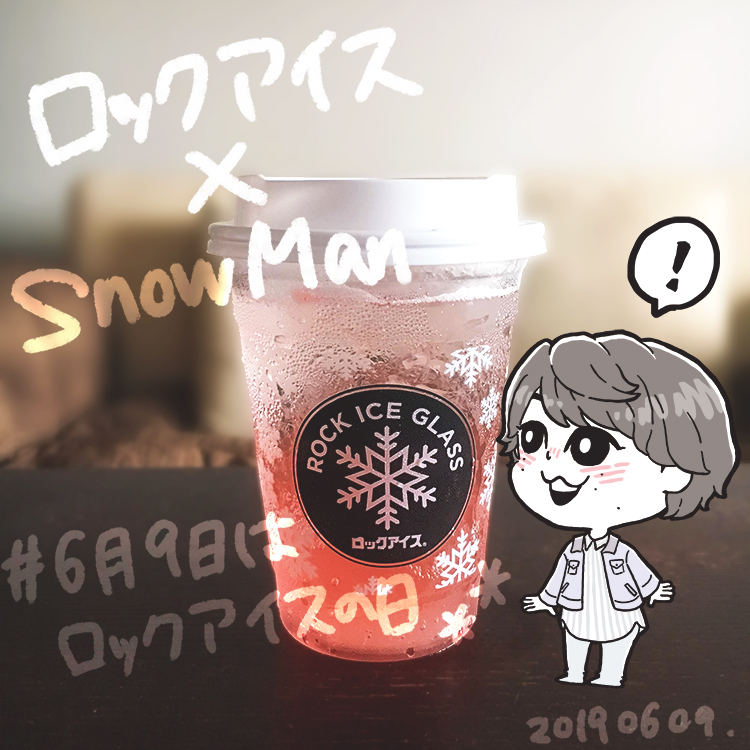 ロックアイス
×
Snow Man
!
ROCK ICE GLASS
ロックアイス®
#6月9日は
ロックアイスの日
20190609.